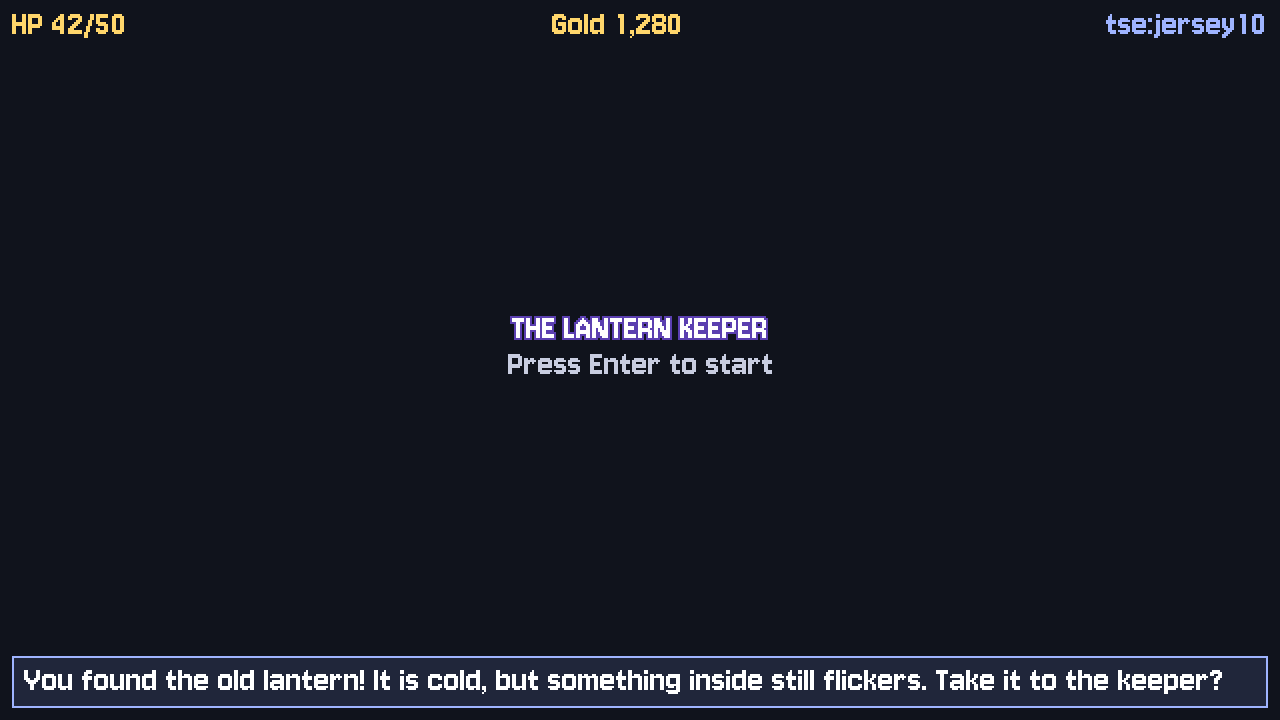 HP 42/50
Gold 1,280
tse:jersey10
THE LANTERN KEEPER
Press Enter to start
You found the old lantern! It is cold, but something inside still flickers. Take it to the keeper?